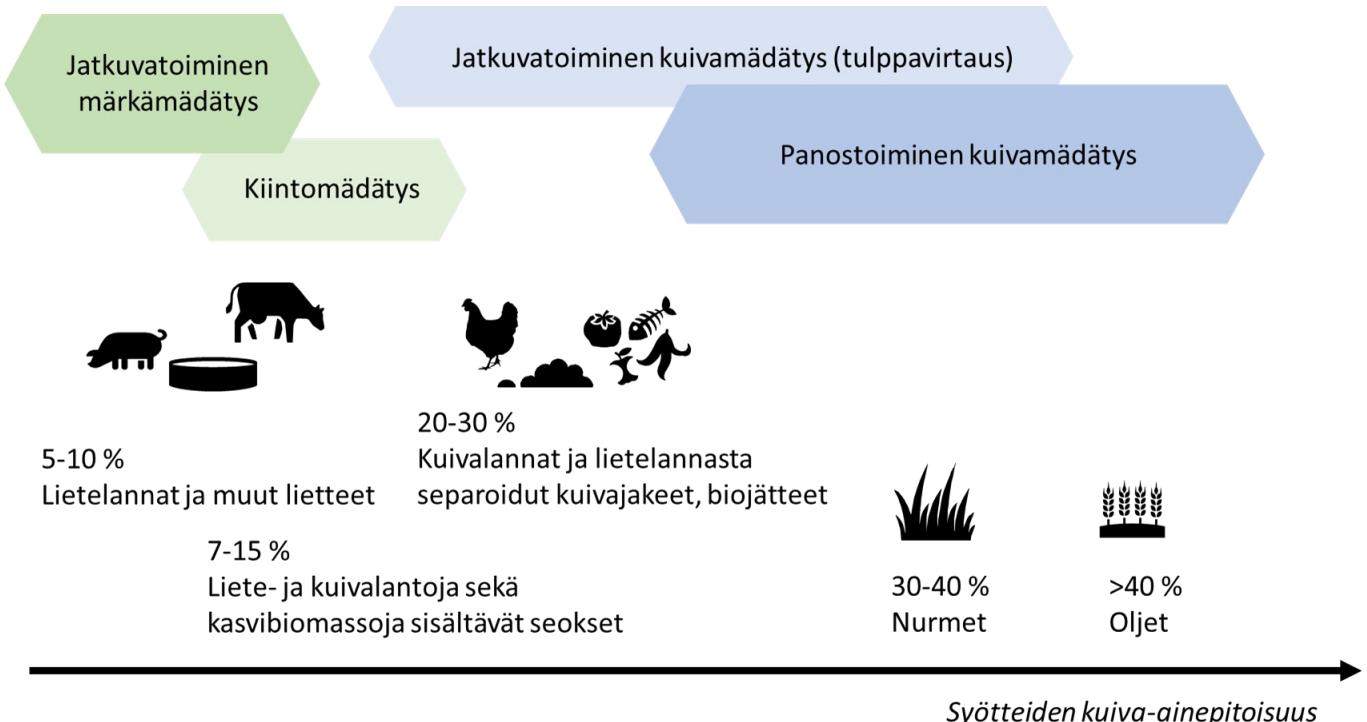 Jatkuvatoiminen
märkämädätys
Jatkuvatoiminen kuivamädätys (tulppavirtaus)
Panostoiminen kuivamädätys
Kiintomädätys
5-10 %
Lietelannat ja muut lietteet
20-30 %
Kuivalannat ja lietelannasta
separoidut kuivajakeet, biojätteet
7-15 %
Liete- ja kuivalantoja sekä
kasvibiomassoja sisältävät seokset
30-40 %
Nurmet
>40 %
Oljet
Syötteiden kuiva-ainepitoisuus